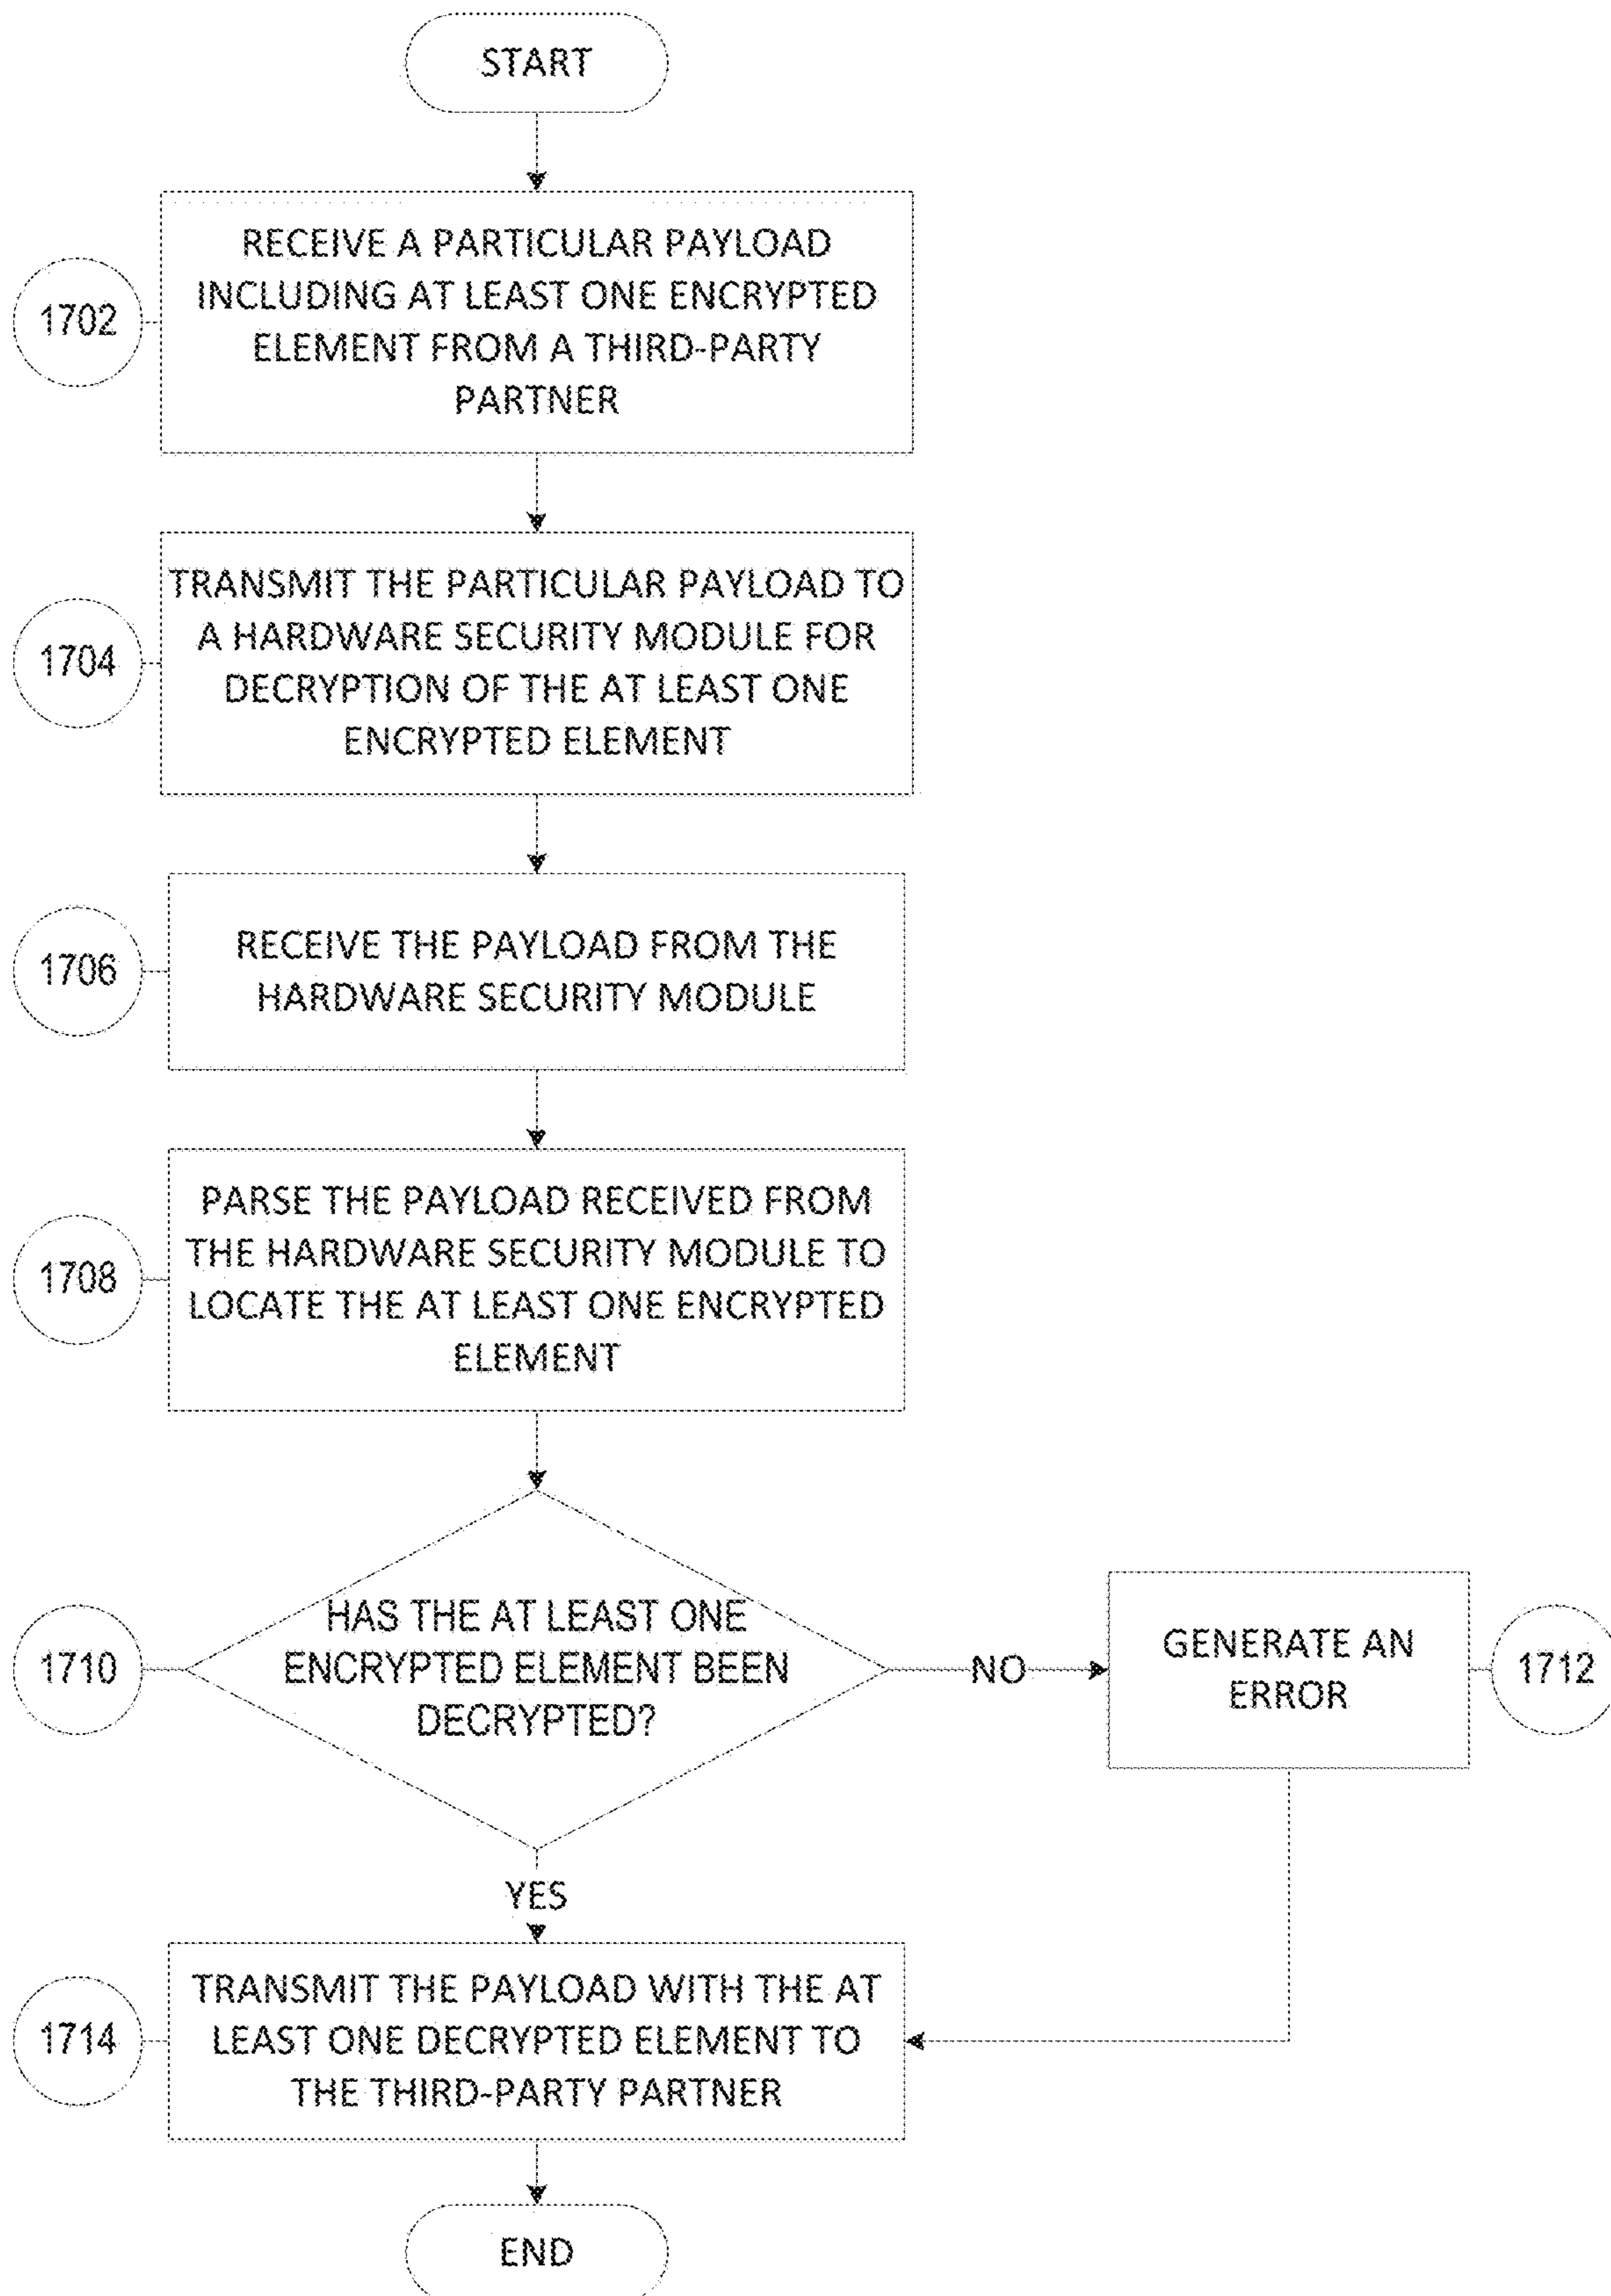 START
RECEIVE A PARTICULAR PAYLOAD
INCLUDING AT LEAST ONE ENCRYPTED
ELEMENT FROM A THIRD-PARTY
PARTNER
1702
TRANSMIT THE PARTICULAR PAYLOAD TO
A HARDWARE SECURITY MODULE FOR
DECRYPTION OF THE AT LEAST ONE
ENCRYPTED ELEMENT
1704
RECEIVE THE PAYLOAD FROM THE
HARDWARE SECURITY MODULE
1706
PARSE THE PAYLOAD RECEIVED FROM
THE HARDWARE SECURITY MODULE TO
LOCATE THE AT LEAST ONE ENCRYPTED
ELEMENT
1708
HAS THE AT LEAST ONE
ENCRYPTED ELEMENT BEEN
DECRYPTED?
1710
NO
GENERATE AN
ERROR
1712
YES
TRANSMIT THE PAYLOAD WITH THE AT
LEAST ONE DECRYPTED ELEMENT TO
THE THIRD-PARTY PARTNER
1714
END